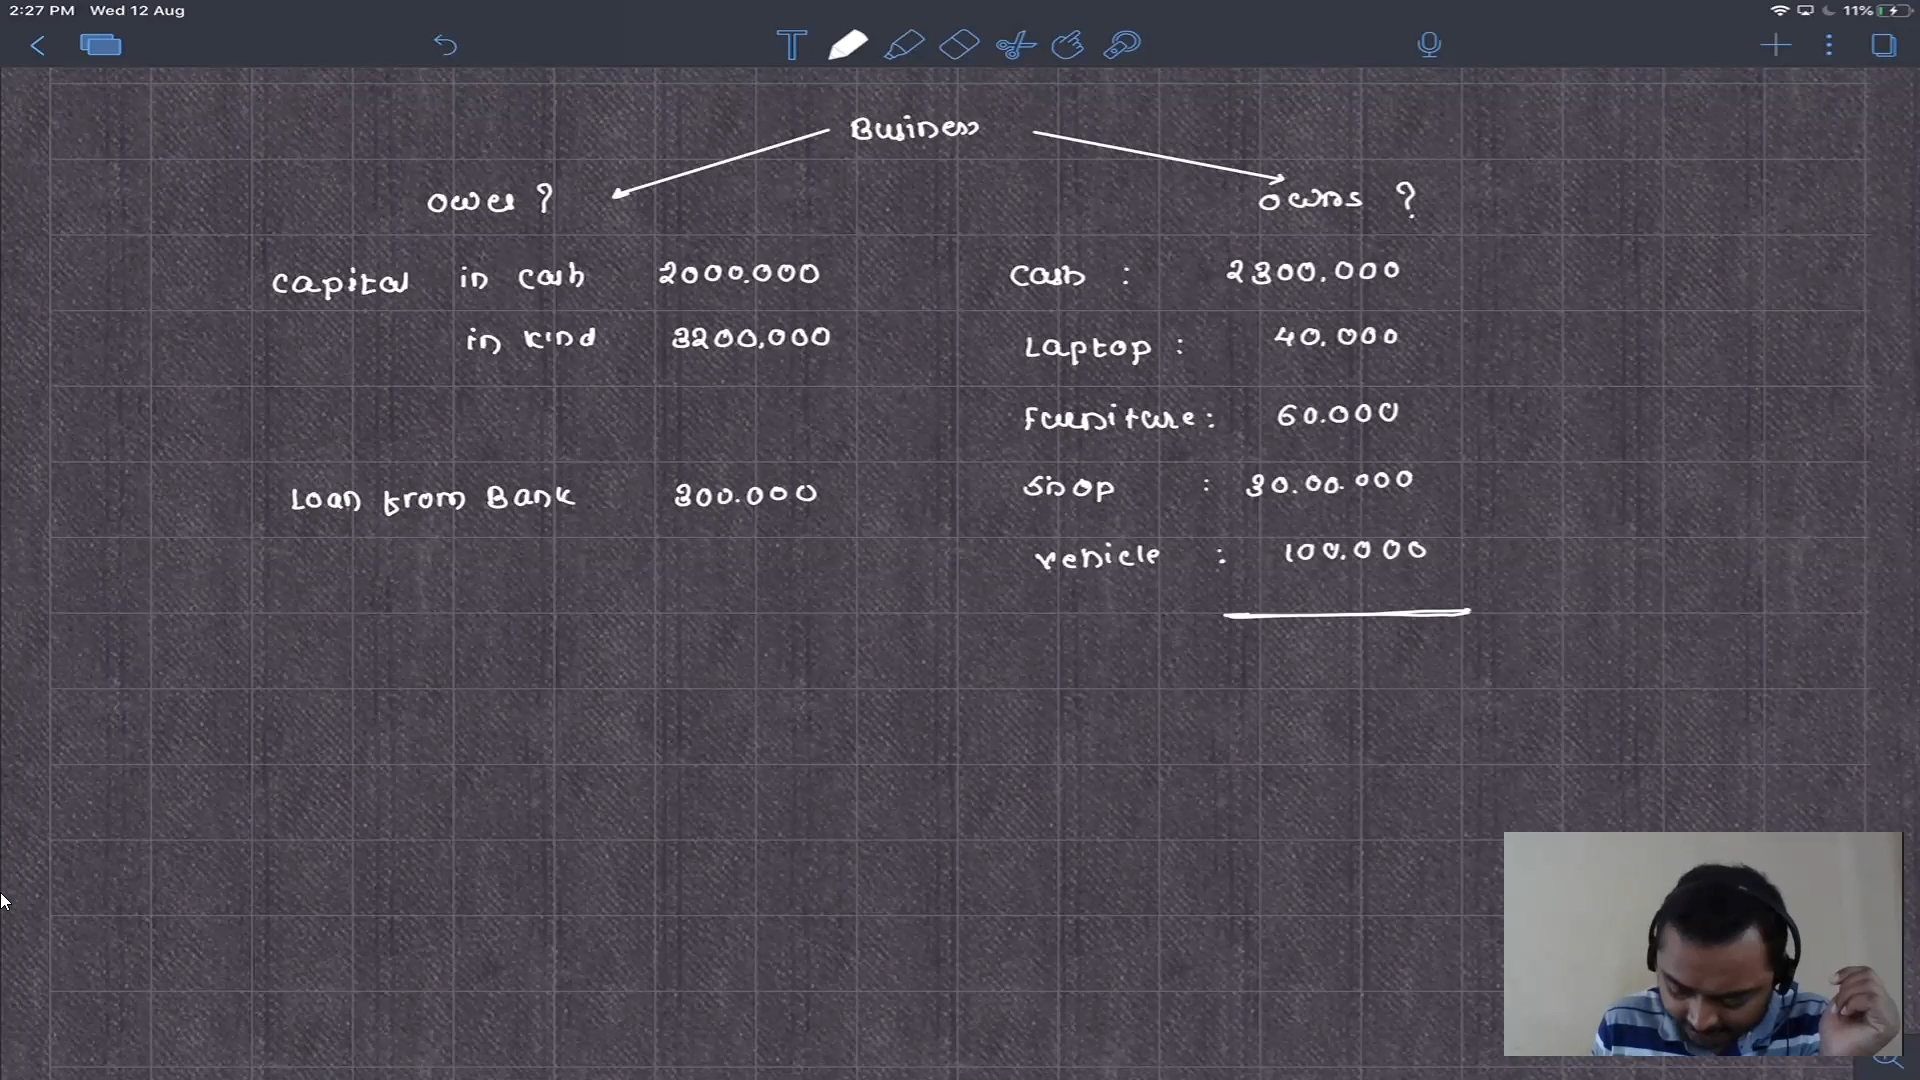 2:27 PM Wed 12 Aug
11%
Business
owes ?
owns ?
capital in cash 2000.000
in kind 3200,000
Loan from Bank 300.000
Cash : 2300.000
Laptop : 40.000
Furniture : 60.000
Shop : 30.00.000
vehicle : 100.000